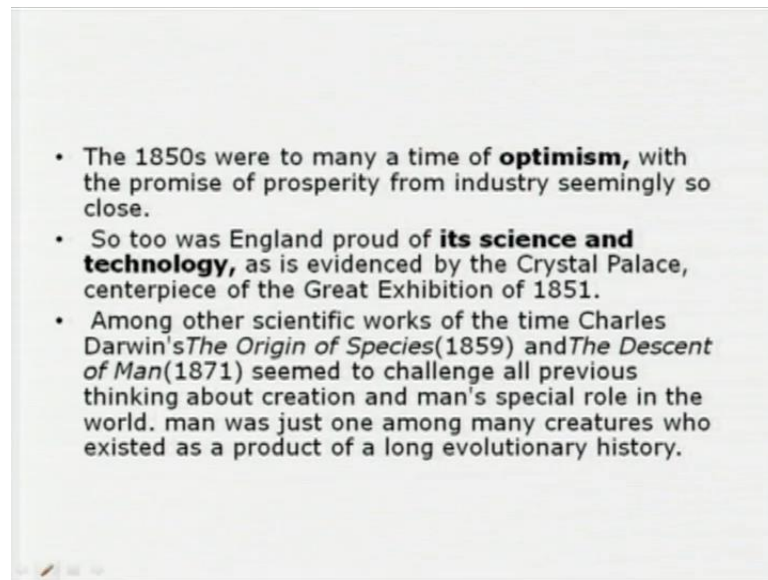 • The 1850s were to many a time of optimism, with
the promise of prosperity from industry seemingly so
close.
• So too was England proud of its science and
technology, as is evidenced by the Crystal Palace,
centerpiece of the Great Exhibition of 1851.
• Among other scientific works of the time Charles
Darwin'sThe Origin of Species(1859) andThe Descent
of Man(1871) seemed to challenge all previous
thinking about creation and man's special role in the
world. man was just one among many creatures who
existed as a product of a long evolutionary history.